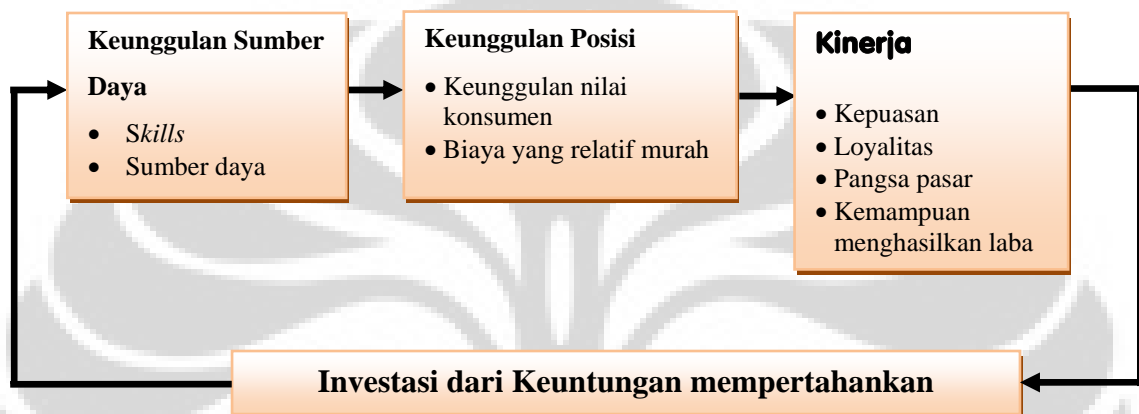 Keunggulan Sumber
Daya
• Skills
• Sumber daya
Keunggulan Posisi
• Keunggulan nilai
konsumen
• Biaya yang relatif murah
Kinerja
• Kepuasan
• Loyalitas
• Pangsa pasar
• Kemampuan
menghasilkan laba
Investasi dari Keuntungan mempertahankan